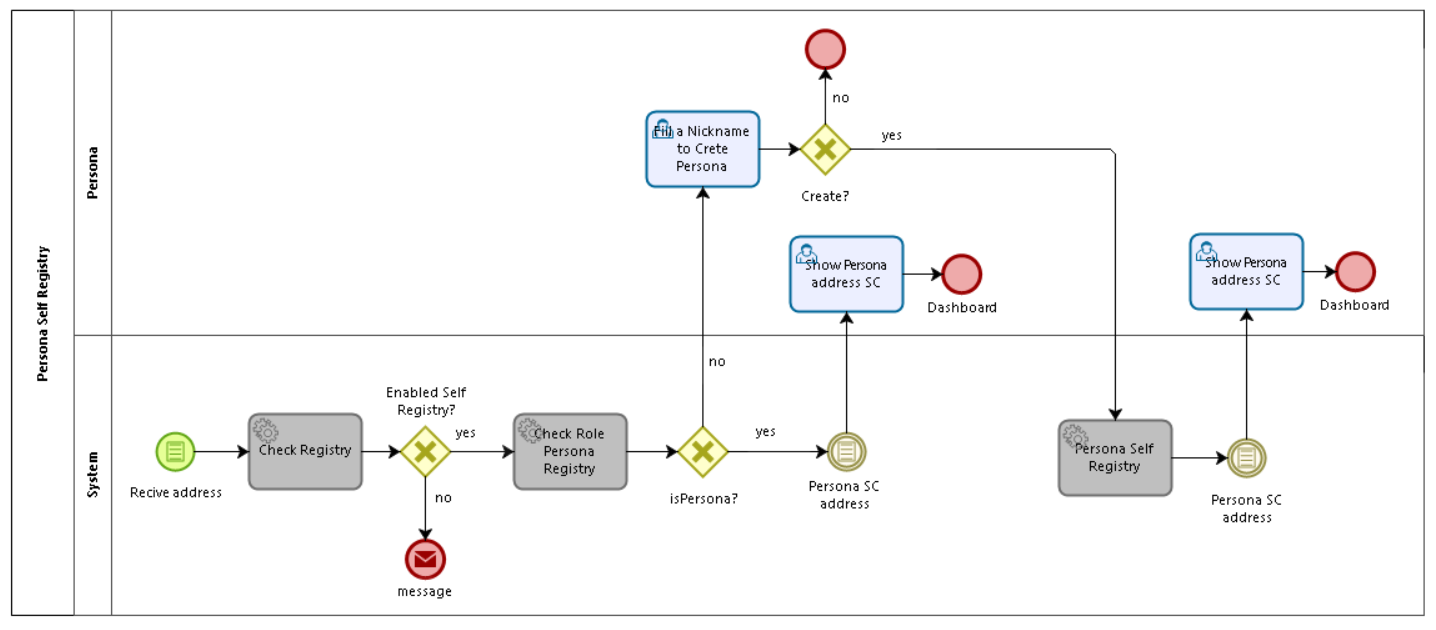 Persona Self Registry
Persona
System
no
Fill a Nickname
to Crete
Persona
yes
Create?
Show Persona
address SC
Dashboard
Show Persona
address SC
Dashboard
no
Enabled Self
Registry?
yes
Check Registry
Recive address
no
message
Check Role
Persona
Registry
yes
isPersona?
Persona SC
address
Persona Self
Registry
Persona SC
address